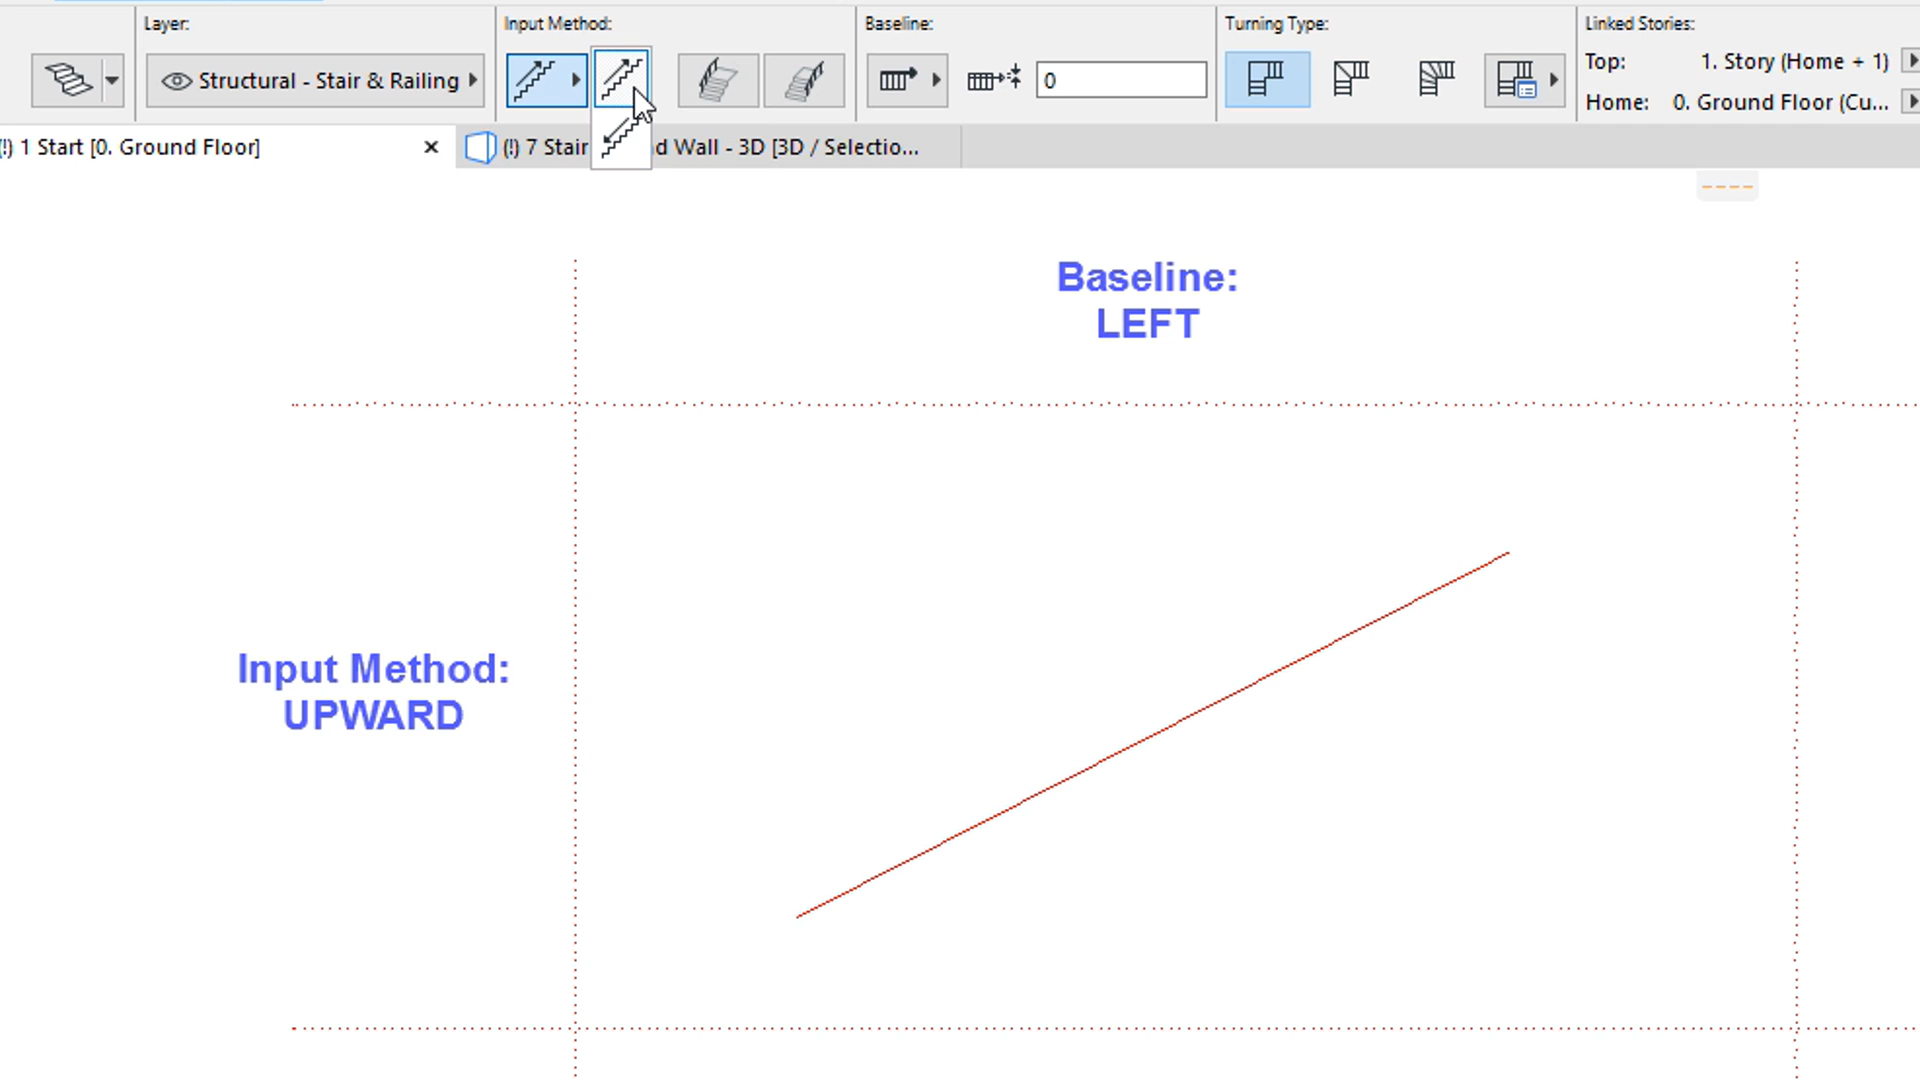 Layer:
Input Method:
Baseline:
Turning Type:
Linked Stories:
Structural - Stair & Railing
0
Top:
1. Story (Home + 1)
Home:
0. Ground Floor (Cu...
(!) 1 Start [0. Ground Floor]
(!) 7 Stair
d Wall - 3D [3D / Selectio...
Baseline:
LEFT
Input Method:
UPWARD